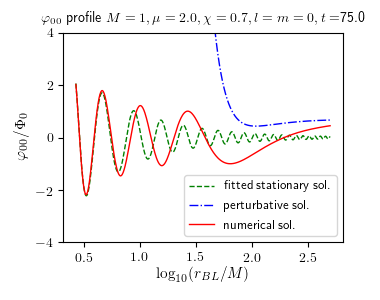 φ₀₀ profile M = 1, μ = 2.0, χ = 0.7, l = m = 0, t =75.0
4
2
0
−2
−4
φ₀₀/Φ₀
fitted stationary sol.
perturbative sol.
numerical sol.
0.5 1.0 1.5 2.0 2.5
log₁₀(r_BL/M)